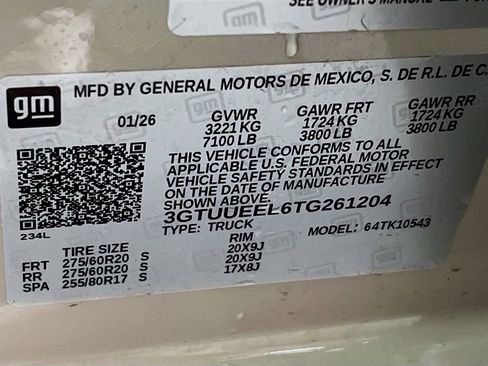 SEE OWNER'S MANUAL
gm
MFD BY GENERAL MOTORS DE MEXICO, S. DE R.L. DE C.
01/26 GVWR GAWR FRT GAWR RR
3221 KG 1724 KG 1724 KG
7100 LB 3800 LB 3800 LB
THIS VEHICLE CONFORMS TO ALL
APPLICABLE U.S. FEDERAL MOTOR
VEHICLE SAFETY STANDARDS IN EFFECT
ON THE DATE OF MANUFACTURE
SHOWN ABOVE.
3GTUUEEL6TG261204
TYPE: TRUCK MODEL: 64TK10543
234L
TIRE SIZE RIM
FRT 275/60R20 S 20X9J
RR 275/60R20 S 20X9J
SPA 255/80R17 S 17X8J